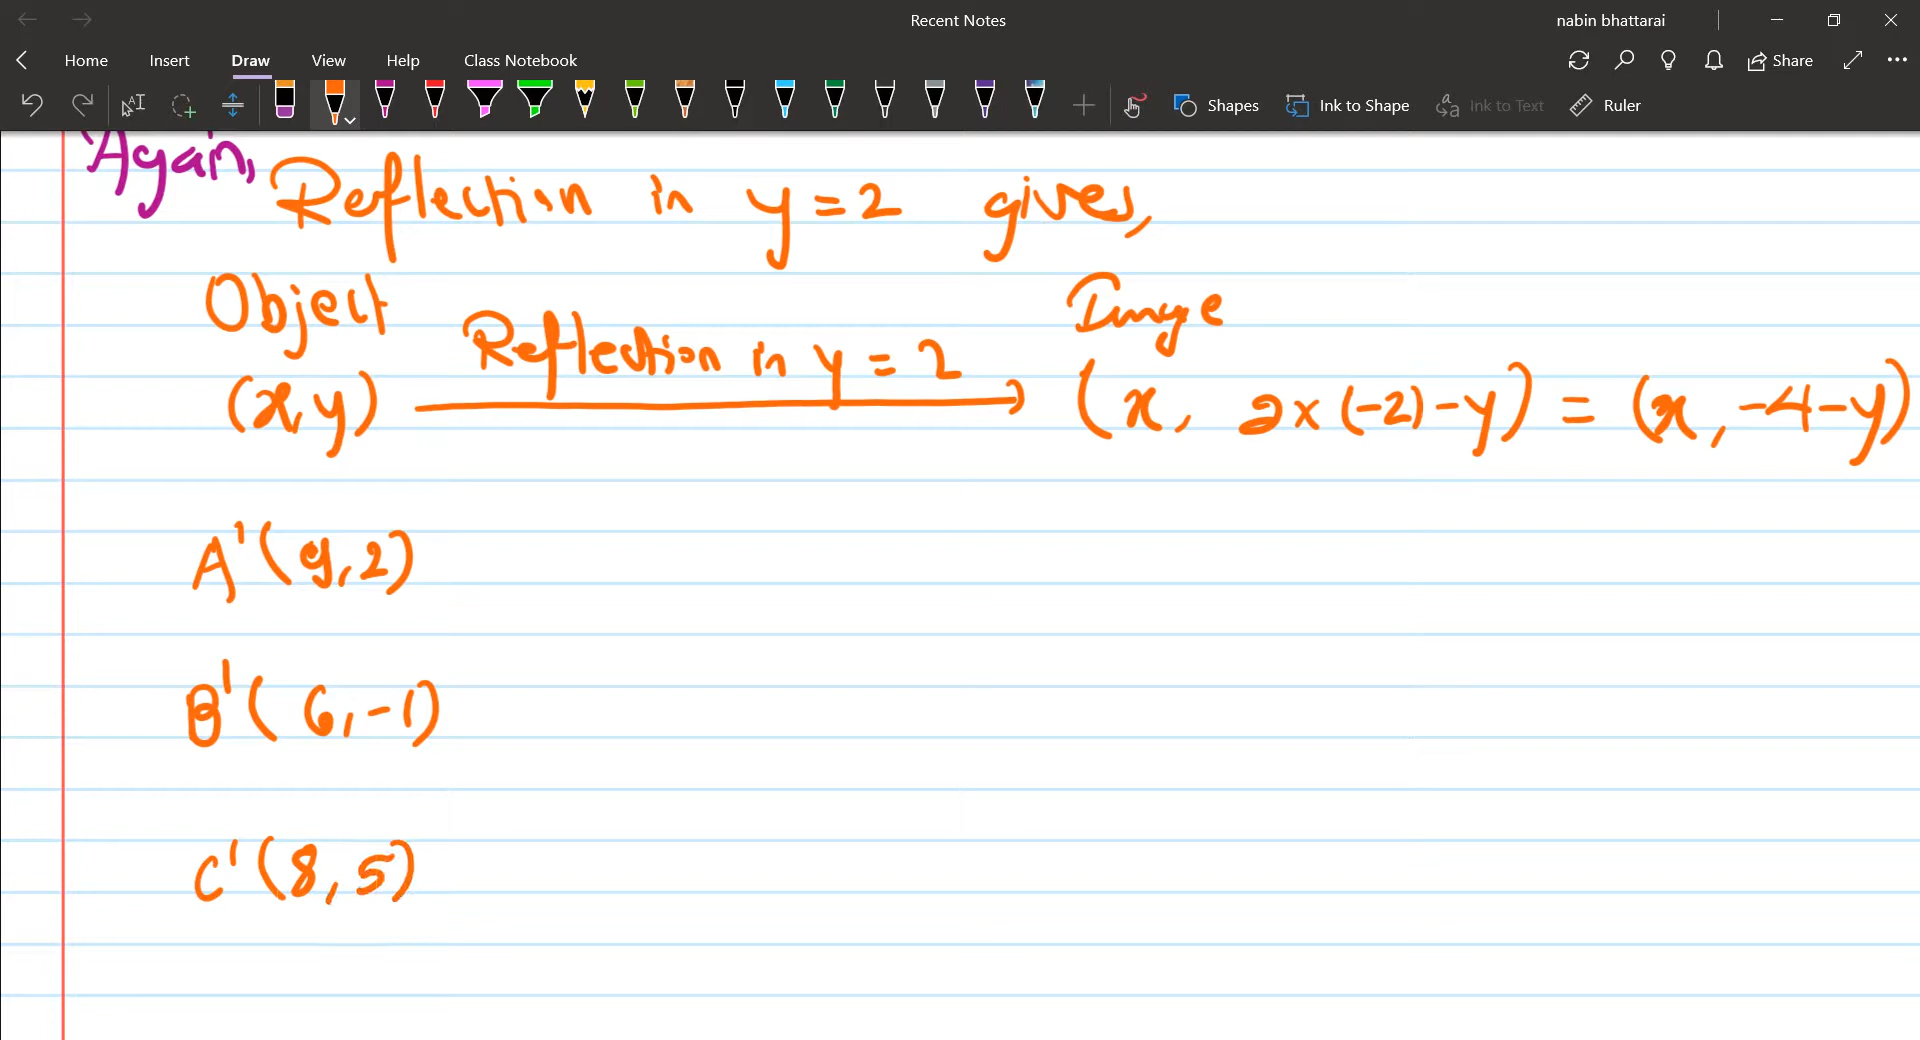 Recent Notes
nabin bhattarai
Home Insert Draw View Help Class Notebook
Share
Shapes Ink to Shape Ink to Text Ruler
Again, Reflection in y = 2 gives,
Object Image
Reflection in y = 2
(x, y) (x, 2×(-2)-y) = (x, -4-y)
A'(9, 2)
B'(6, -1)
C'(8, 5)